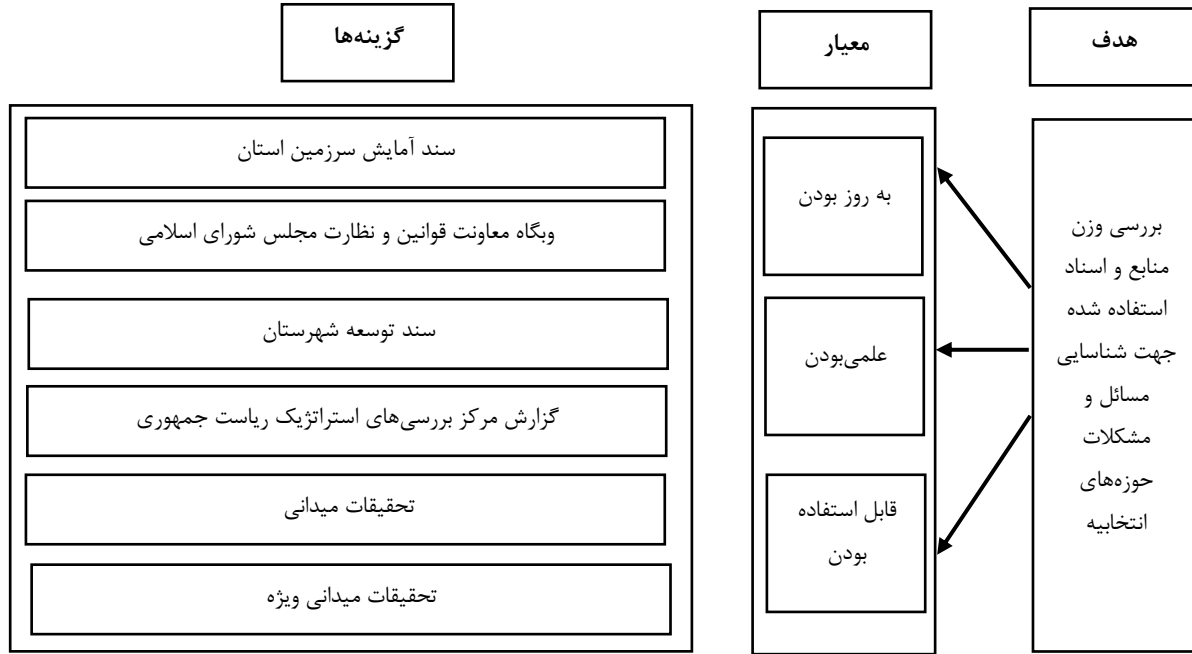 هدف
معیار
گزینه‌ها
بررسی وزن
منابع و اسناد
استفاده شده
جهت شناسایی
مسائل و
مشکلات
حوزه‌های
انتخابیه
به روز بودن
علمی‌بودن
قابل استفاده
بودن
سند آمایش سرزمین استان
وبگاه معاونت قوانین و نظارت مجلس شورای اسلامی
سند توسعه شهرستان
گزارش مرکز بررسی‌های استراتژیک ریاست جمهوری
تحقیقات میدانی
تحقیقات میدانی ویژه